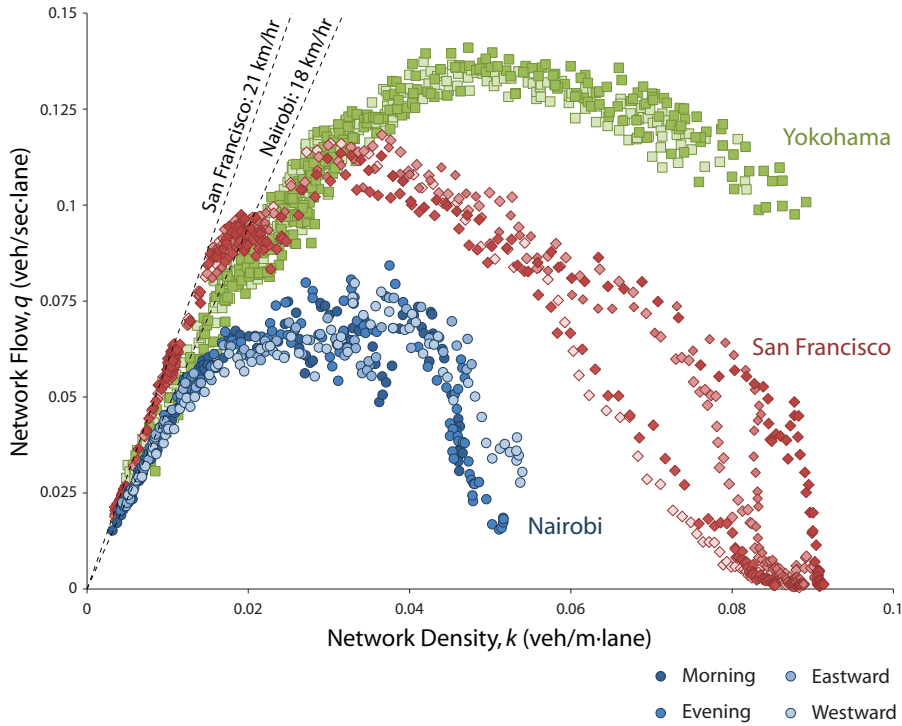 0.15
0.125
0.1
0.075
0.05
0.025
0
Network Flow, q (veh/sec·lane)
San Francisco: 21 km/hr
Nairobi: 18 km/hr
Yokohama
San Francisco
Nairobi
0
0.02
0.04
0.06
0.08
0.1
Network Density, k (veh/m·lane)
Morning
Eastward
Evening
Westward